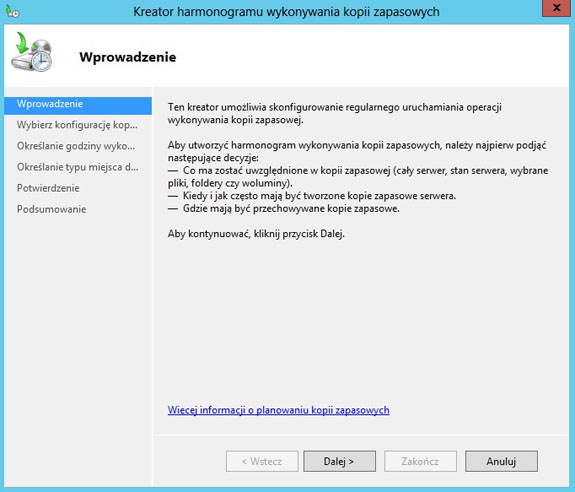 Kreator harmonogramu wykonywania kopii zapasowych
x
Wprowadzenie
Wprowadzenie
Wybierz konfigurację kop...
Określanie godziny wyko...
Określanie typu miejsca d...
Potwierdzenie
Podsumowanie
Ten kreator umożliwia skonfigurowanie regularnego uruchamiania operacji
wykonywania kopii zapasowej.
Aby utworzyć harmonogram wykonywania kopii zapasowych, należy najpierw podjąć
następujące decyzje:
— Co ma zostać uwzględnione w kopii zapasowej (cały serwer, stan serwera, wybrane
pliki, foldery czy woluminy).
— Kiedy i jak często mają być tworzone kopie zapasowe serwera.
— Gdzie mają być przechowywane kopie zapasowe.
Aby kontynuować, kliknij przycisk Dalej.
Więcej informacji o planowaniu kopii zapasowych
< Wstecz
Dalej >
Zakończ
Anuluj